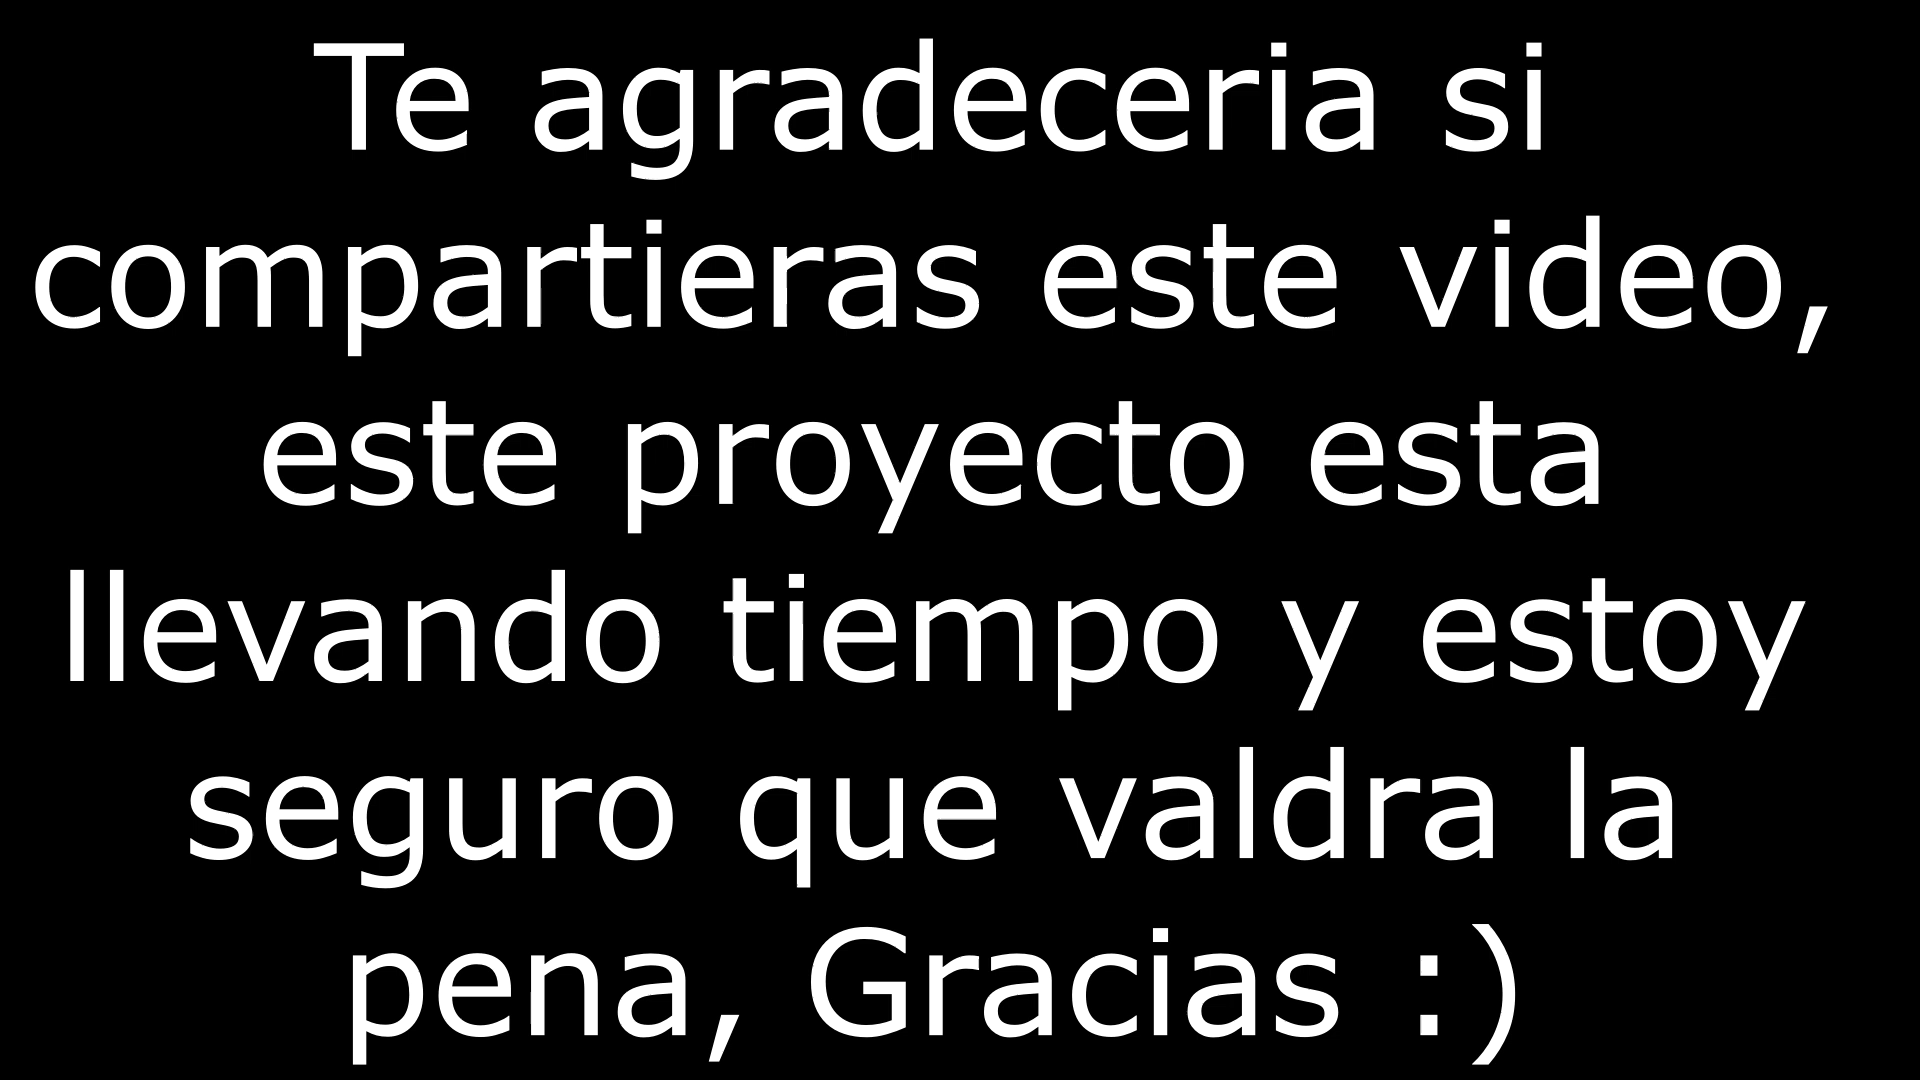 Te agradeceria si
compartieras este video,
este proyecto esta
llevando tiempo y estoy
seguro que valdra la
pena, Gracias :)